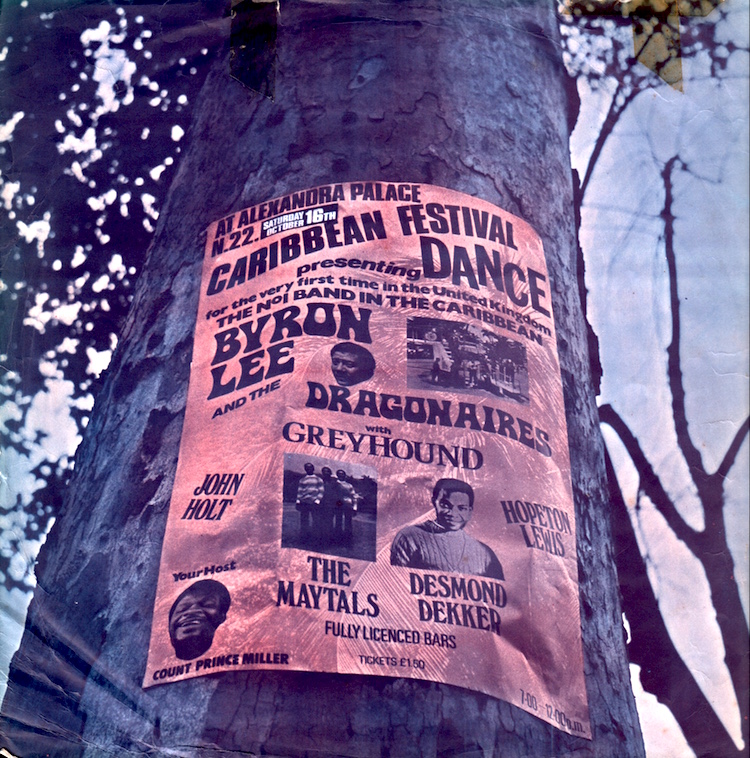 AT ALEXANDRA PALACE
N.22. SATURDAY OCTOBER 16TH
CARIBBEAN FESTIVAL
presenting DANCE
for the very first time in the United Kingdom
THE No1 BAND IN THE CARIBBEAN
BYRON
LEE
AND THE
DRAGONAIRES
with
GREYHOUND
JOHN
HOLT
HOPETON
LEWIS
THE
MAYTALS
DESMOND
DEKKER
Your Host
COUNT PRINCE MILLER
FULLY LICENCED BARS
TICKETS £1.50
7.00 - 12.00p.m.